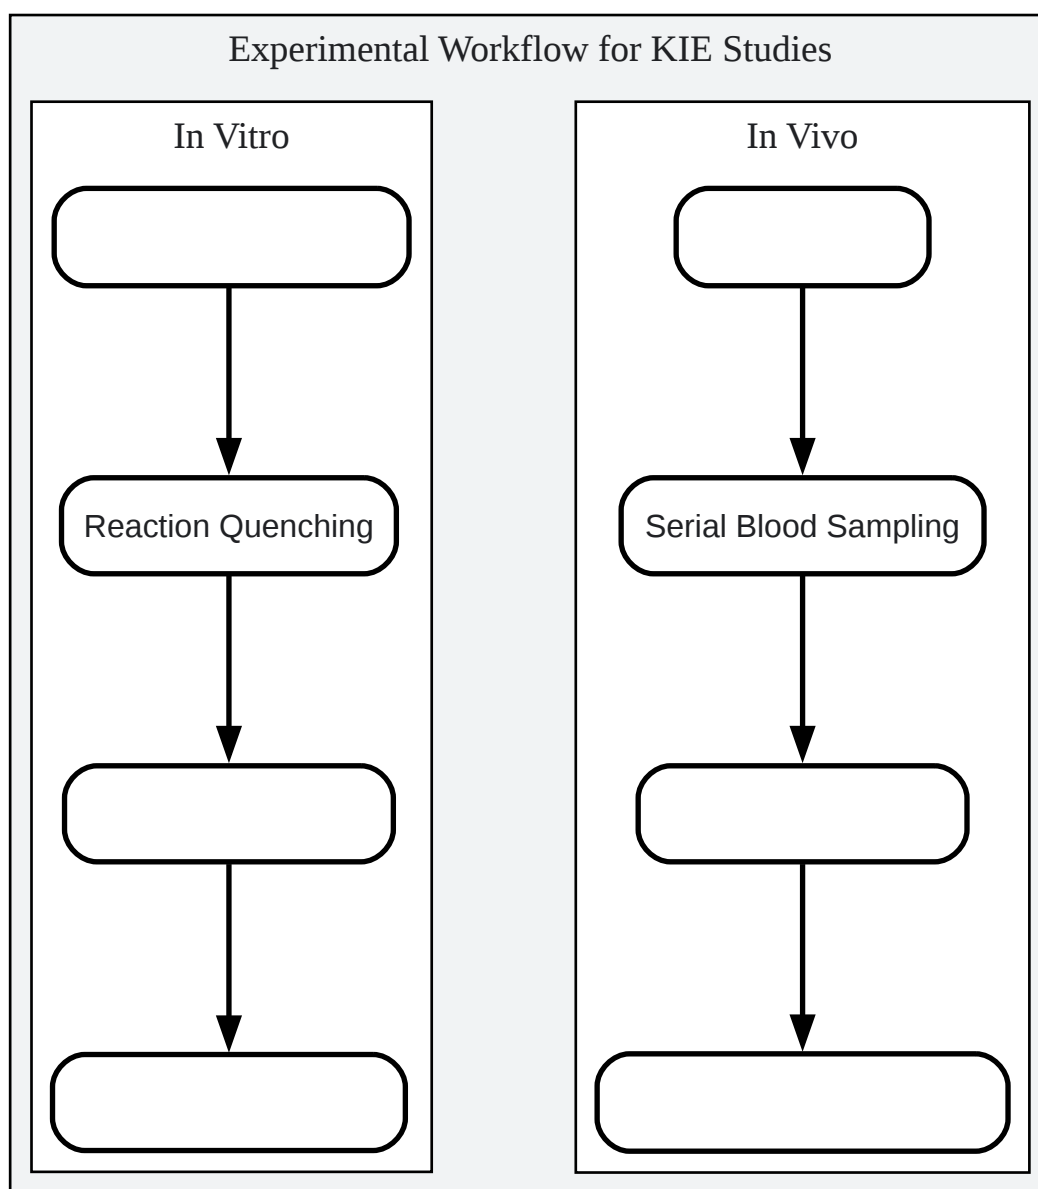 Experimental Workflow for KIE Studies
In Vitro
In Vivo
Reaction Quenching
Serial Blood Sampling